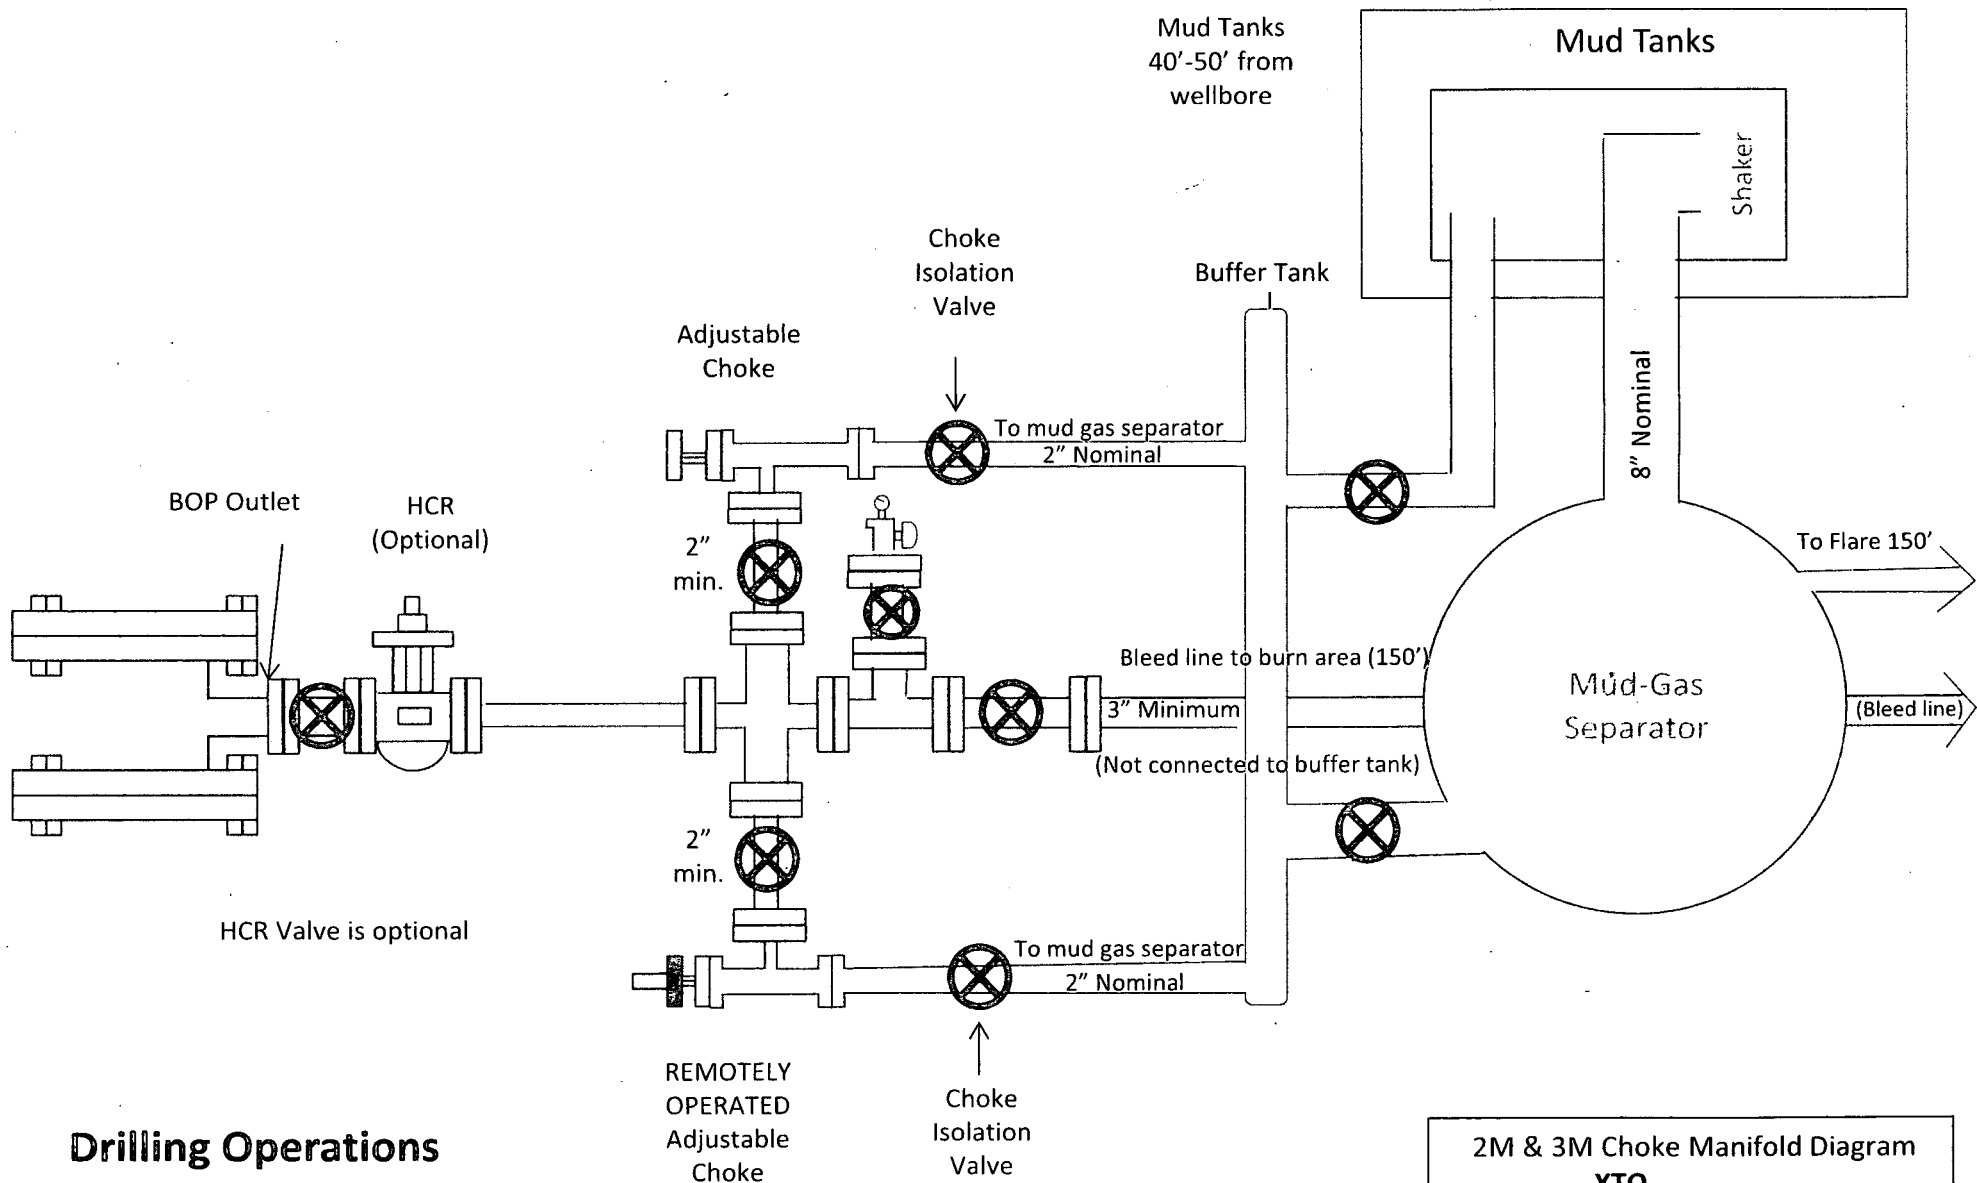 Mud Tanks
40'-50' from
wellbore
Mud Tanks
Shaker
Choke
Isolation
Valve
Buffer Tank
Adjustable
Choke
8” Nominal
To mud gas separator
2” Nominal
BOP Outlet
HCR
(Optional)
2”
min.
To Flare 150'
Bleed line to burn area (150')
3” Minimum
(Not connected to buffer tank)
Mud-Gas
Separator
(Bleed line)
2”
min.
HCR Valve is optional
To mud gas separator
2” Nominal
REMOTELY
OPERATED
Adjustable
Choke
Choke
Isolation
Valve
Drilling Operations
2M & 3M Choke Manifold Diagram
XTO